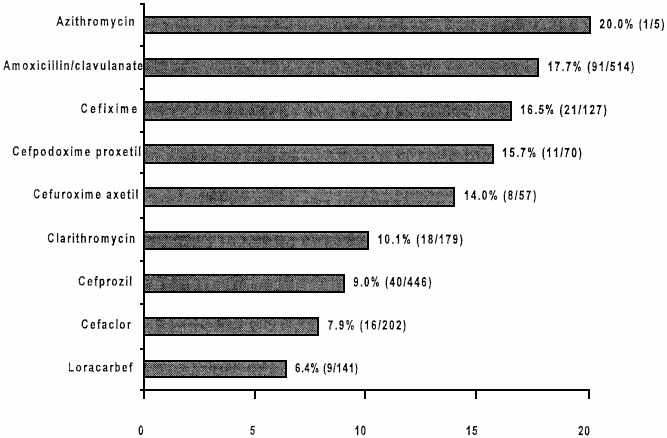 Azithromycin 20.0% (1/5)
Amoxicillin/clavulanate 17.7% (91/514)
Cefixime 16.5% (21/127)
Cefpodoxime proxetil 15.7% (11/70)
Cefuroxime axetil 14.0% (8/57)
Clarithromycin 10.1% (18/179)
Cefprozil 9.0% (40/446)
Cefaclor 7.9% (16/202)
Loracarbef 6.4% (9/141)
0 5 10 15 20